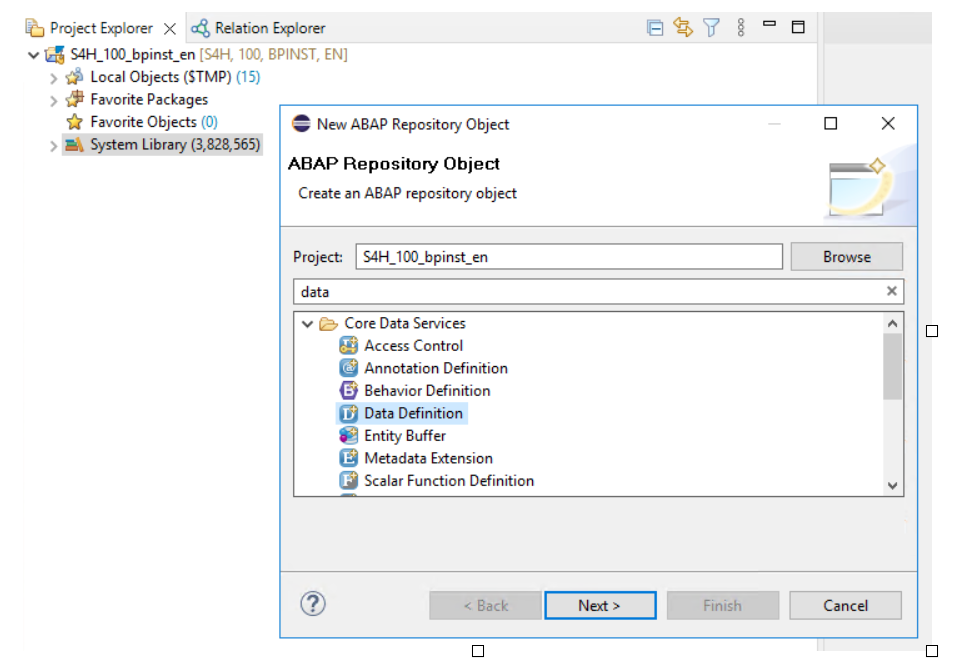 Project Explorer
Relation Explorer
S4H_100_bpinst_en [S4H, 100, BPINST, EN]
Local Objects ($TMP) (15)
Favorite Packages
Favorite Objects (0)
System Library (3,828,565)
New ABAP Repository Object
ABAP Repository Object
Create an ABAP repository object
Project: S4H_100_bpinst_en Browse
data
Core Data Services
Access Control
Annotation Definition
Behavior Definition
Data Definition
Entity Buffer
Metadata Extension
Scalar Function Definition
< Back Next > Finish Cancel